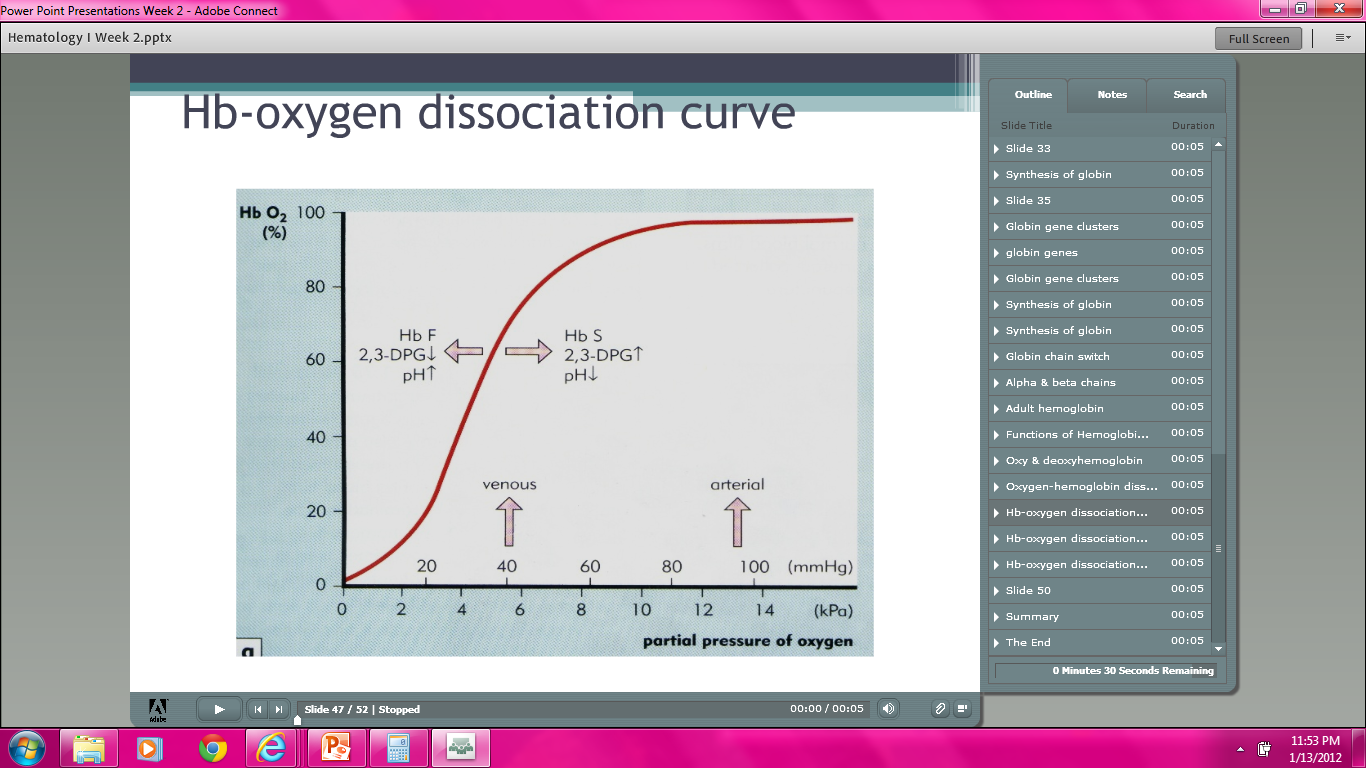 Power Point Presentations Week 2 - Adobe Connect
Hematology I Week 2.pptx
Full Screen
Hb-oxygen dissociation curve
Hb O2 (%)
100
80
60
40
20
0
Hb F
2,3-DPG↓
pH↑
Hb S
2,3-DPG↑
pH↓
venous
arterial
20 40 60 80 100 (mmHg)
0 2 4 6 8 10 12 14 (kPa)
partial pressure of oxygen
a
Outline Notes Search
Slide Title Duration
Slide 33 00:05
Synthesis of globin 00:05
Slide 35 00:05
Globin gene clusters 00:05
globin genes 00:05
Globin gene clusters 00:05
Synthesis of globin 00:05
Synthesis of globin 00:05
Globin chain switch 00:05
Alpha & beta chains 00:05
Adult hemoglobin 00:05
Functions of Hemoglobi... 00:05
Oxy & deoxyhemoglobin 00:05
Oxygen-hemoglobin diss... 00:05
Hb-oxygen dissociation... 00:05
Hb-oxygen dissociation... 00:05
Hb-oxygen dissociation... 00:05
Slide 50 00:05
Summary 00:05
The End 00:05
0 Minutes 30 Seconds Remaining
Adobe
Slide 47 / 52 | Stopped
00:00 / 00:05
11:53 PM
1/13/2012